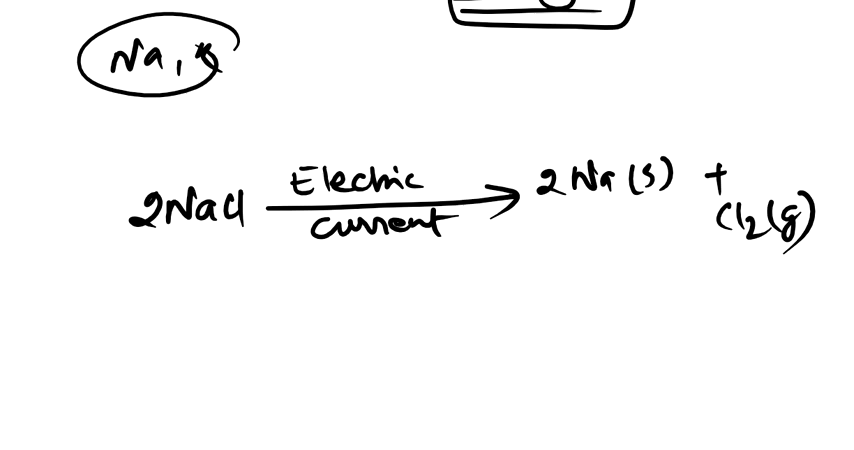 Na,
2NaCl Electric current 2Na(s) +
Cl2(g)